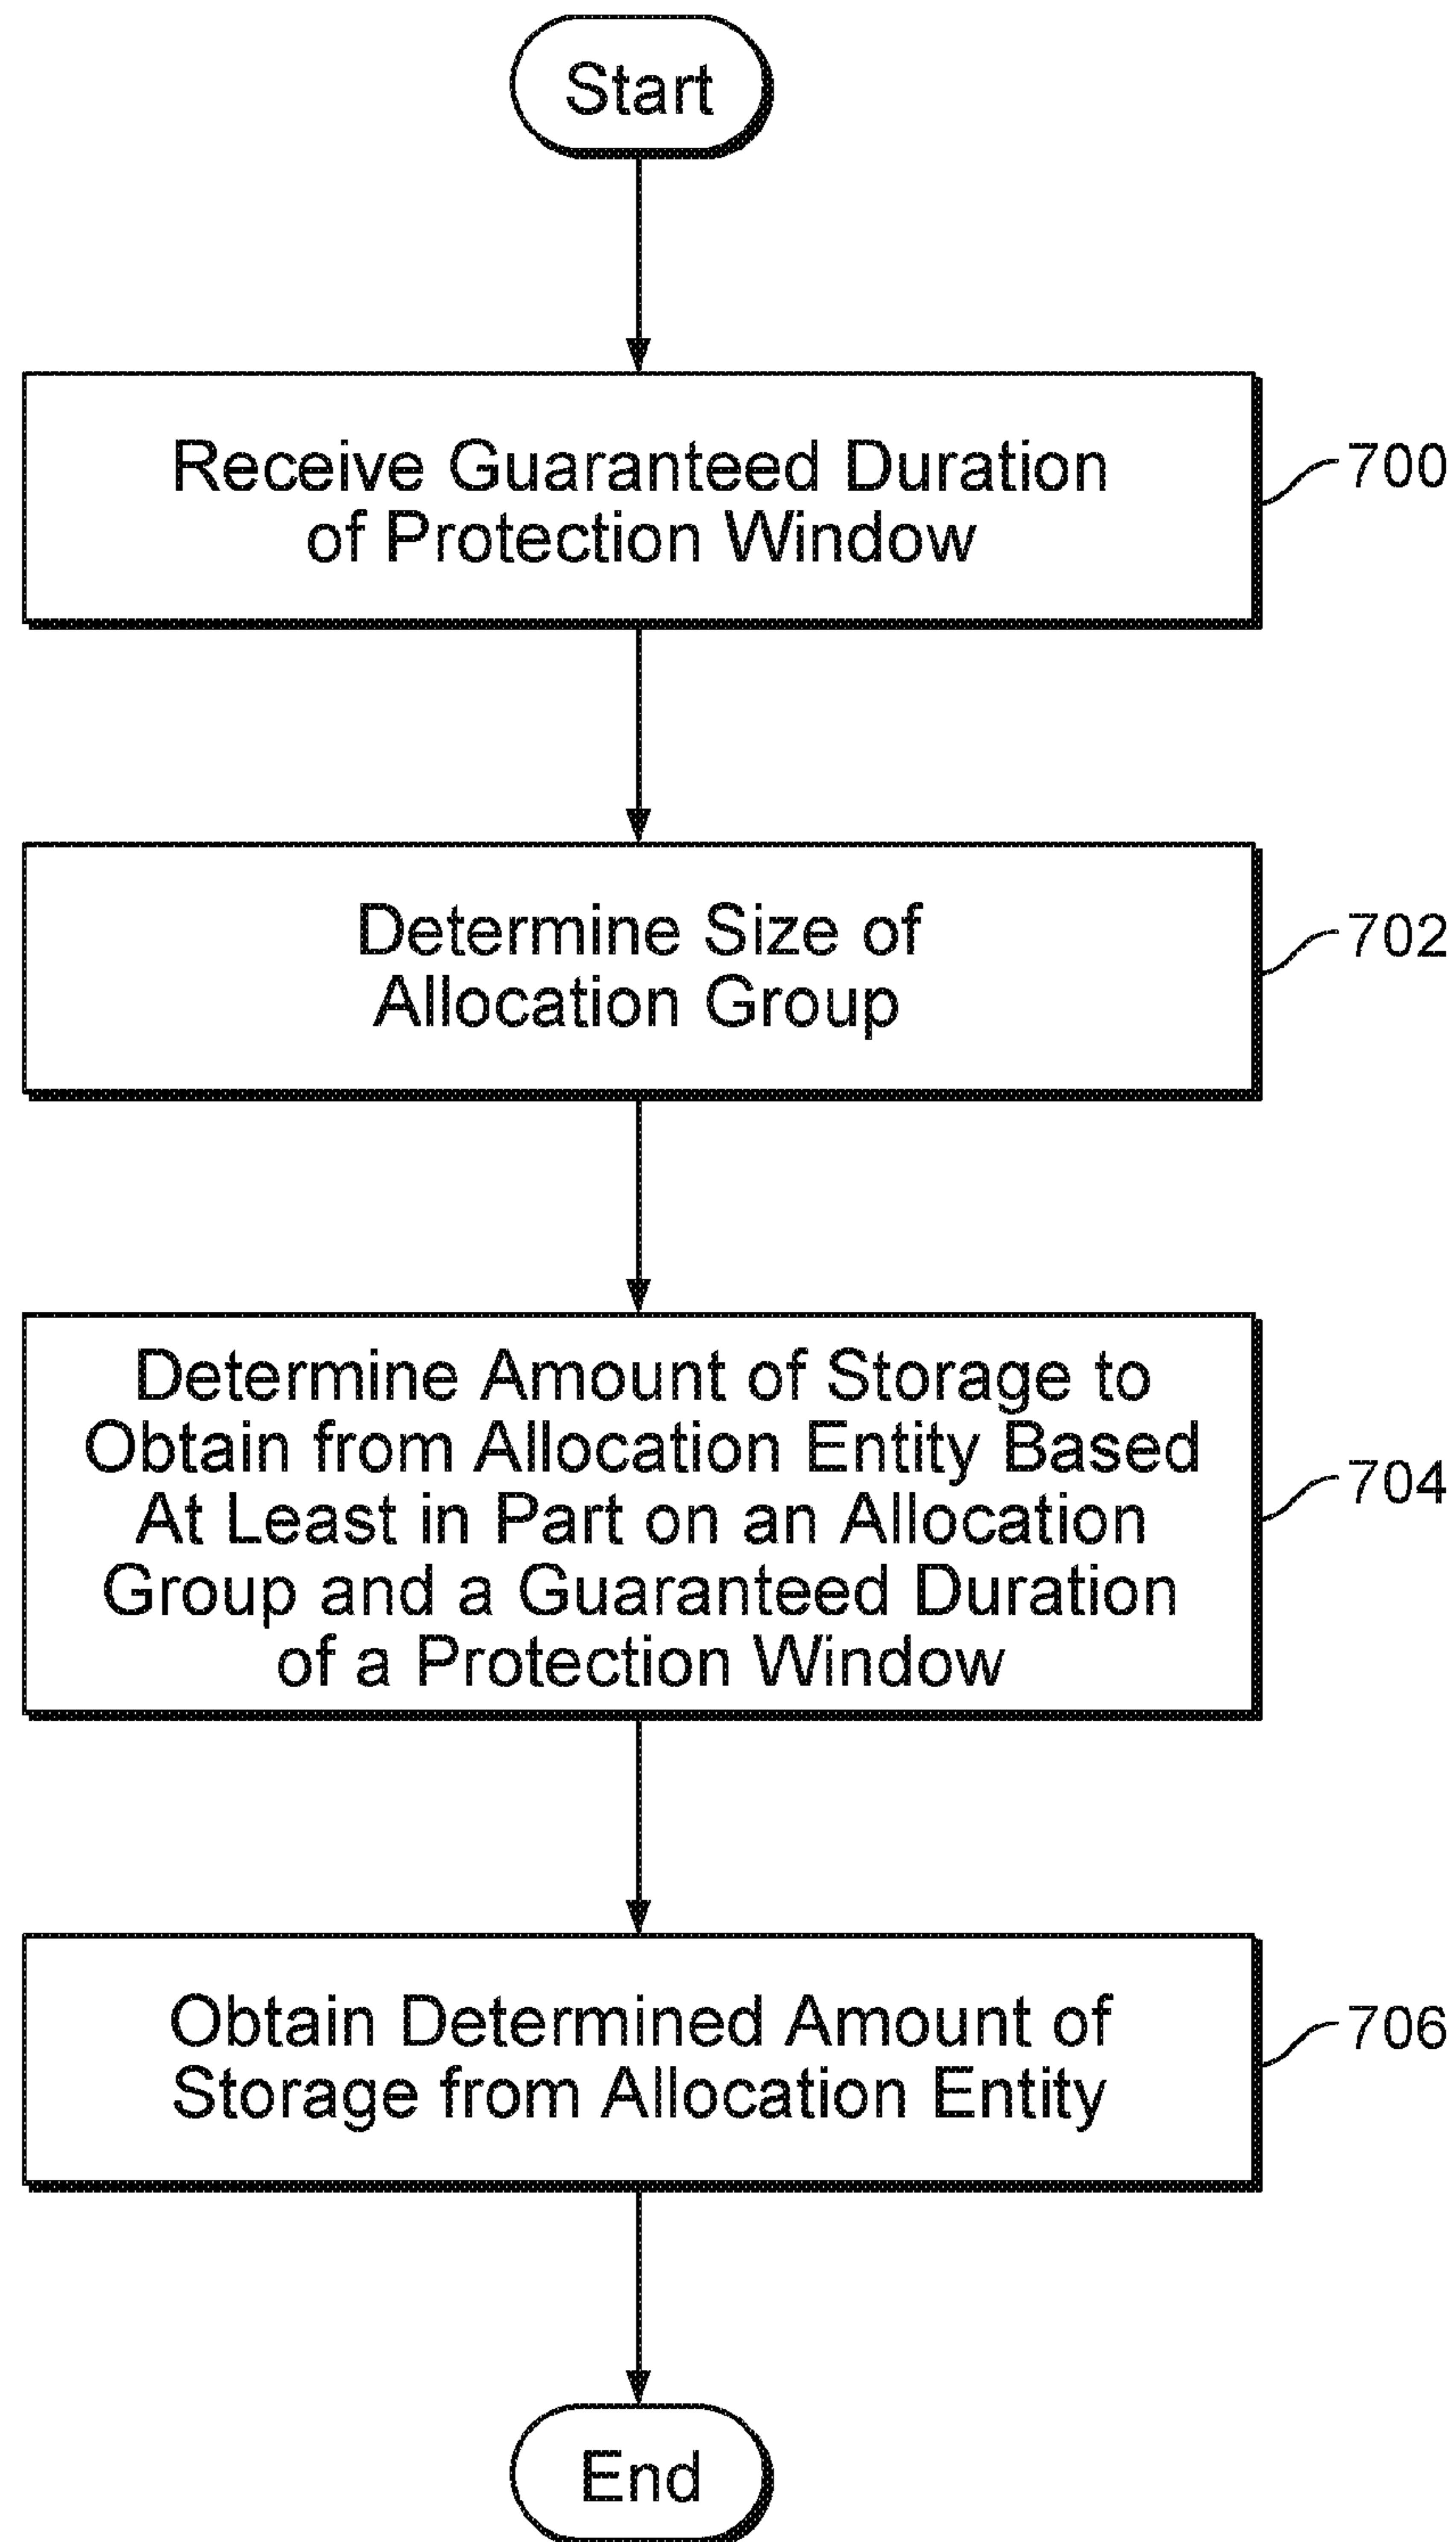 Start
Receive Guaranteed Duration
of Protection Window
700
Determine Size of
Allocation Group
702
Determine Amount of Storage to
Obtain from Allocation Entity Based
At Least in Part on an Allocation
Group and a Guaranteed Duration
of a Protection Window
704
Obtain Determined Amount of
Storage from Allocation Entity
706
End